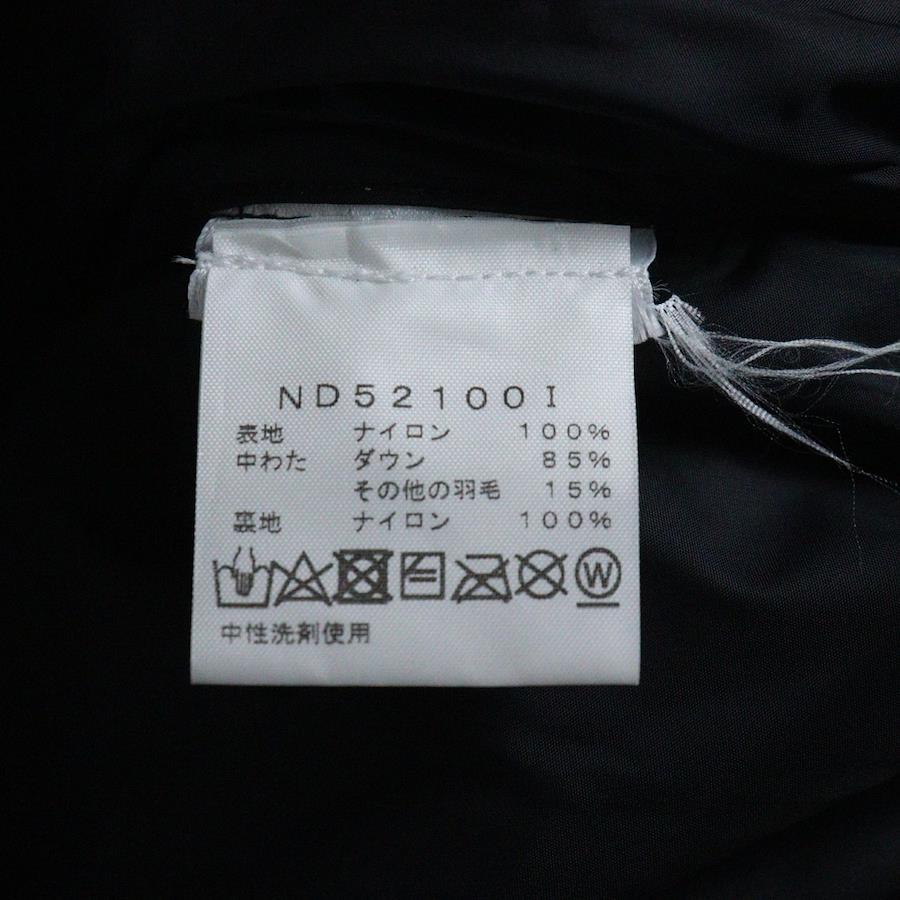 ND52100I
表地 ナイロン 100%
中わた ダウン 85%
その他の羽毛 15%
裏地 ナイロン 100%
W
中性洗剤使用